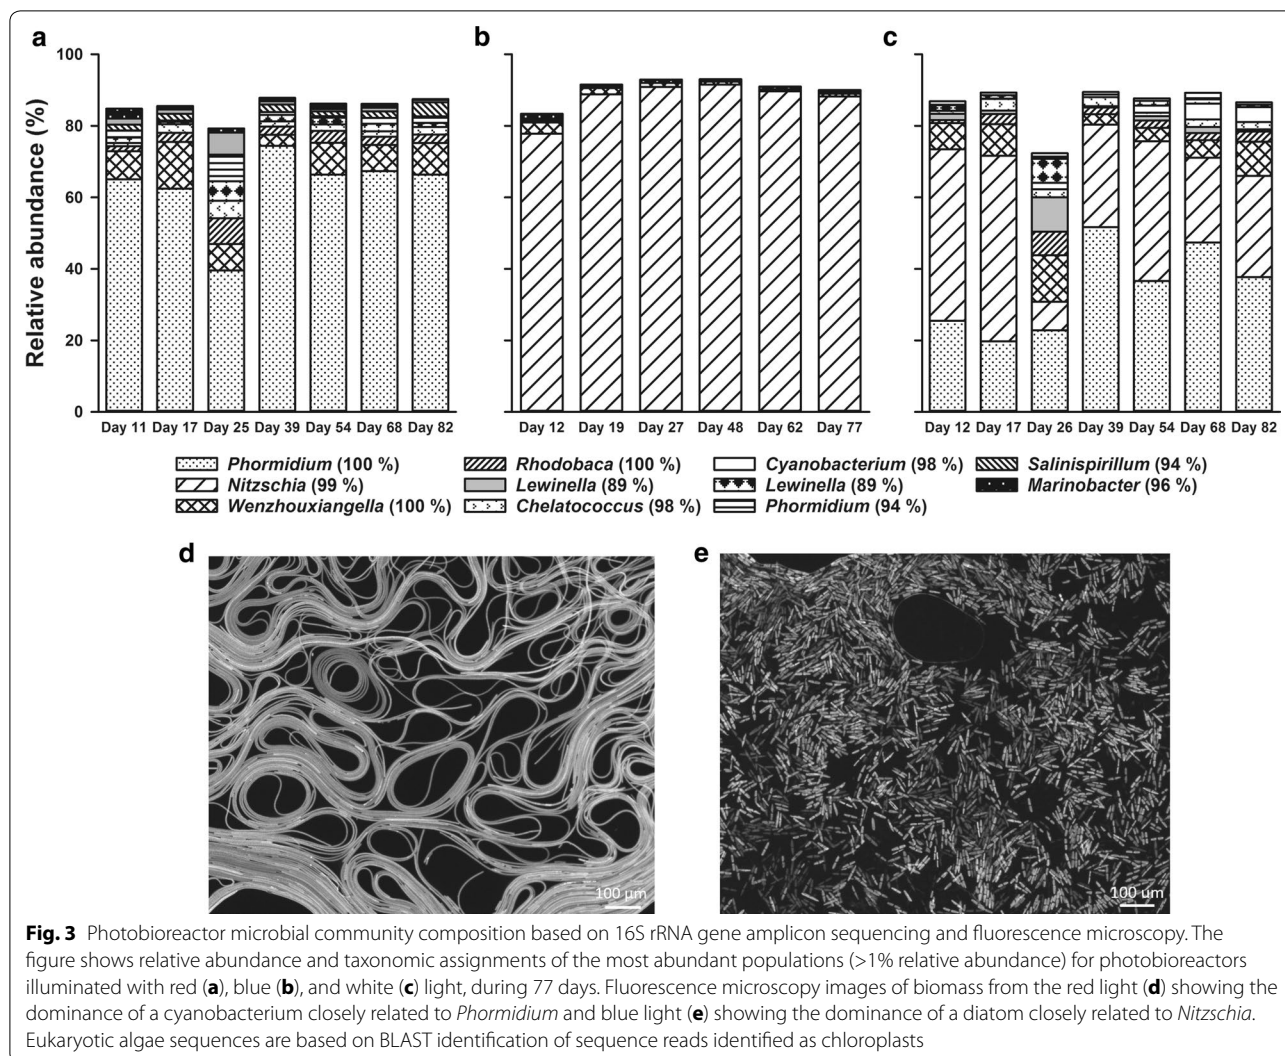 a
b
c
Relative abundance (%)
100
80
60
40
20
0
Day 11 Day 17 Day 25 Day 39 Day 54 Day 68 Day 82
Day 12 Day 19 Day 27 Day 48 Day 62 Day 77
Day 12 Day 17 Day 26 Day 39 Day 54 Day 68 Day 82
Phormidium (100 %) Rhodobaca (100 %) Cyanobacterium (98 %) Salinispirillum (94 %)
Nitzschia (99 %) Lewinella (89 %) Lewinella (89 %) Marinobacter (96 %)
Wenzhouxiangella (100 %) Chelatococcus (98 %) Phormidium (94 %)
d
e
100 µm
100 µm
Fig. 3 Photobioreactor microbial community composition based on 16S rRNA gene amplicon sequencing and fluorescence microscopy. The
figure shows relative abundance and taxonomic assignments of the most abundant populations (>1% relative abundance) for photobioreactors
illuminated with red (a), blue (b), and white (c) light, during 77 days. Fluorescence microscopy images of biomass from the red light (d) showing the
dominance of a cyanobacterium closely related to Phormidium and blue light (e) showing the dominance of a diatom closely related to Nitzschia.
Eukaryotic algae sequences are based on BLAST identification of sequence reads identified as chloroplasts